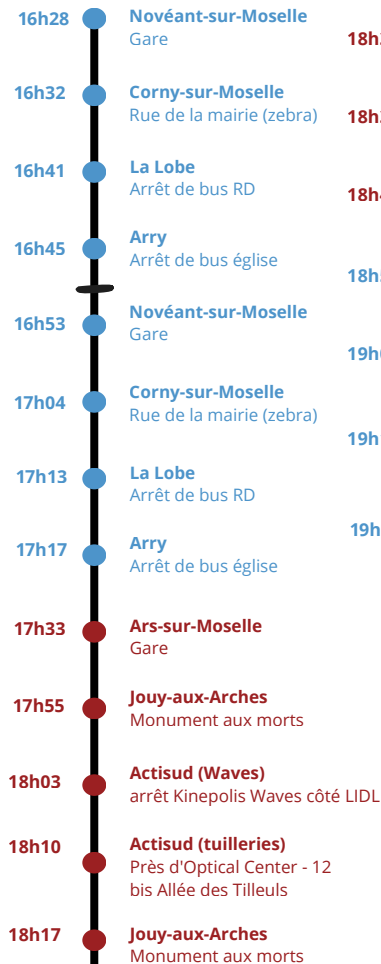 16h28
Novéant-sur-Moselle
Gare
16h32
Corny-sur-Moselle
Rue de la mairie (zebra)
16h41
La Lobe
Arrêt de bus RD
16h45
Arry
Arrêt de bus église
16h53
Novéant-sur-Moselle
Gare
17h04
Corny-sur-Moselle
Rue de la mairie (zebra)
17h13
La Lobe
Arrêt de bus RD
17h17
Arry
Arrêt de bus église
17h33
Ars-sur-Moselle
Gare
17h55
Jouy-aux-Arches
Monument aux morts
18h03
Actisud (Waves)
arrêt Kinepolis Waves côté LIDL
18h10
Actisud (tuilleries)
Près d'Optical Center - 12
bis Allée des Tilleuls
18h17
Jouy-aux-Arches
Monument aux morts